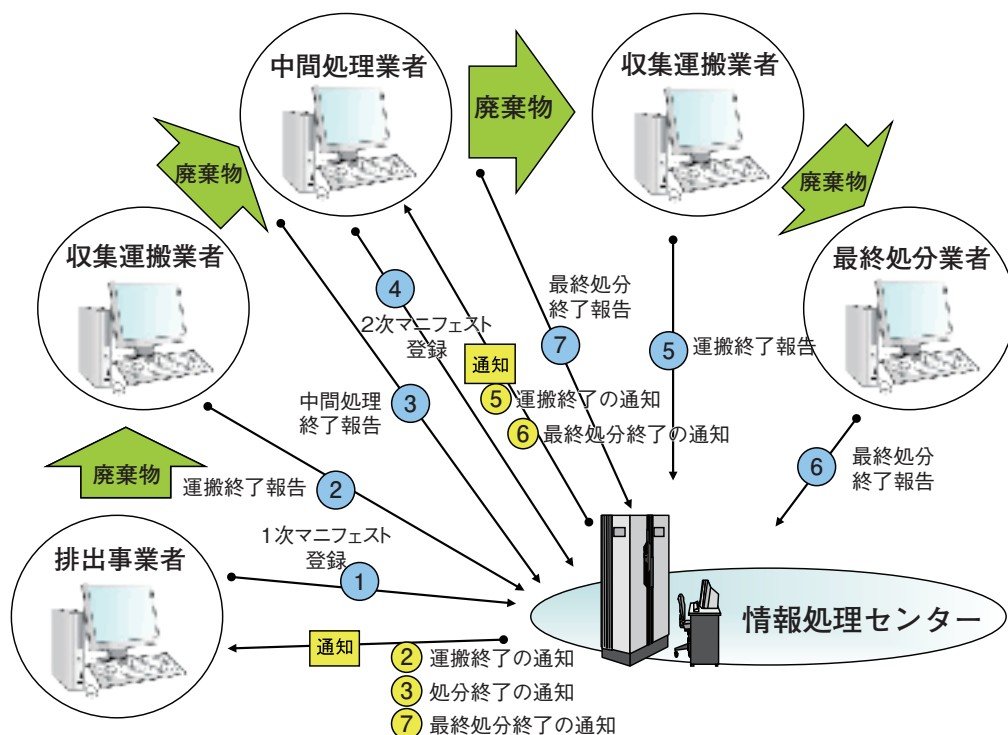 中間処理業者
収集運搬業者
廃棄物
廃棄物
廃棄物
収集運搬業者
最終処分業者
④
2次マニフェスト
登録
最終処分
終了報告
⑦
⑤
運搬終了報告
通知
⑤
運搬終了の通知
⑥
最終処分終了の通知
中間処理
終了報告
③
⑥
最終処分
終了報告
廃棄物
運搬終了報告
②
1次マニフェスト
登録
①
排出事業者
情報処理センター
通知
②
運搬終了の通知
③
処分終了の通知
⑦
最終処分終了の通知